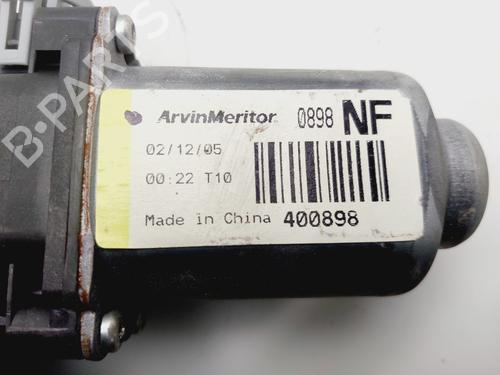 B-PARTS
ArvinMeritor 0898 NF
02/12/05
00:22 T10
Made in China 400898